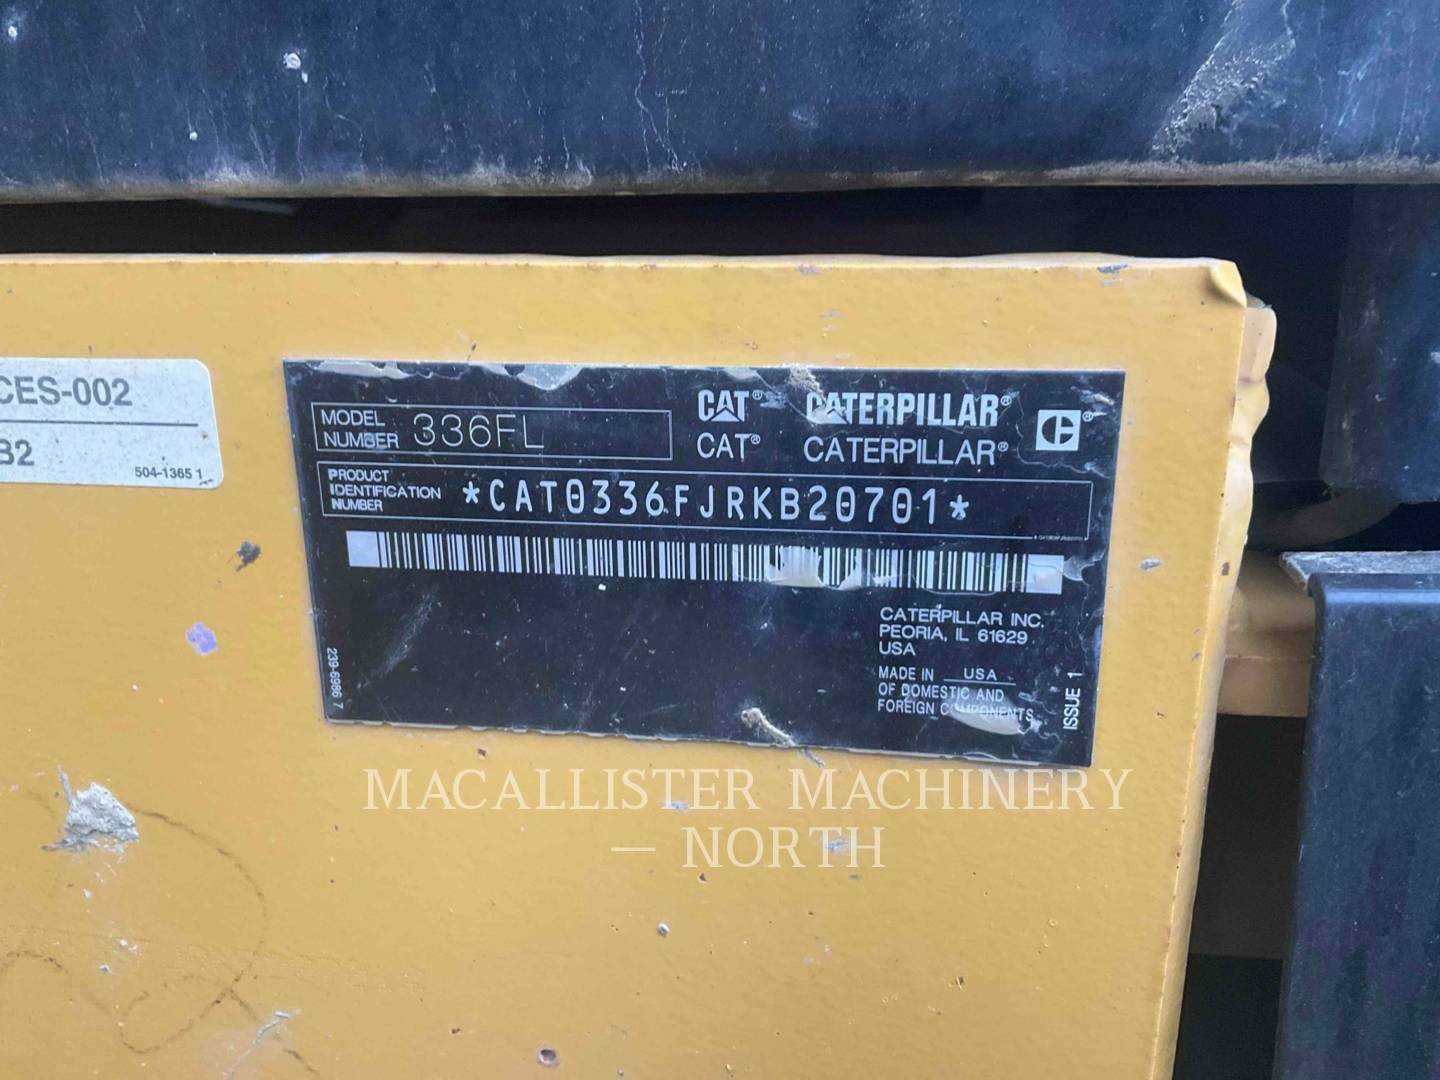 CES-002
B2
504-1365 1
MODEL NUMBER 336FL
CAT® CATERPILLAR®
CAT® CATERPILLAR®
PRODUCT IDENTIFICATION NUMBER *CAT0336FJRKB20701*
CATERPILLAR INC.
PEORIA, IL 61629
USA
MADE IN USA
OF DOMESTIC AND
FOREIGN COMPONENTS
239-6986 7
ISSUE 1
MACALLISTER MACHINERY
— NORTH